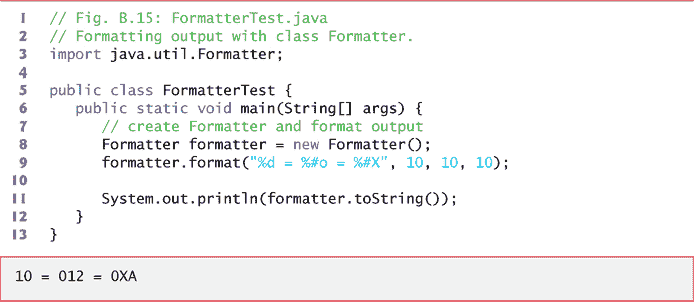 1 // Fig. B.15: FormatterTest.java
2 // Formatting output with class Formatter.
3 import java.util.Formatter;
4
5 public class FormatterTest {
6 public static void main(String[] args) {
7 // create Formatter and format output
8 Formatter formatter = new Formatter();
9 formatter.format("%d = %#o = %#X", 10, 10, 10);
10
11 System.out.println(formatter.toString());
12 }
13 }
10 = 012 = 0XA